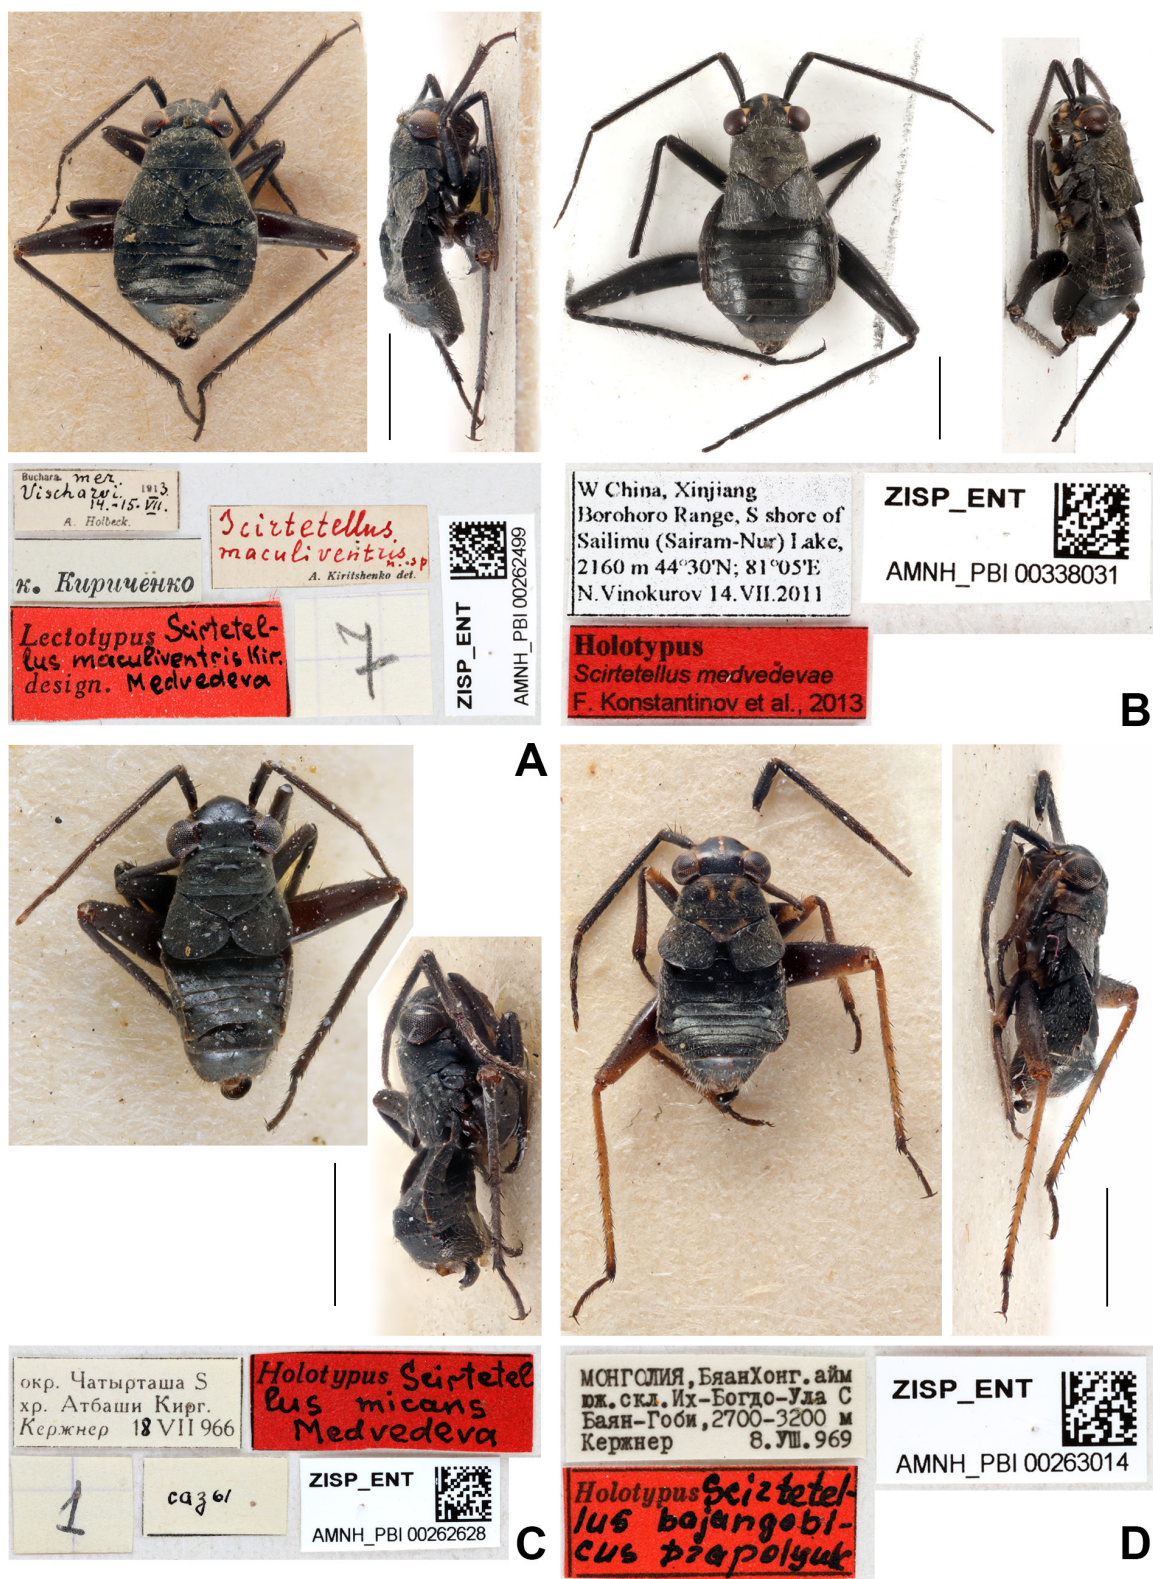 Buchara. mer.
Vischarvi. 1913.
14.-15. VII.
A. Holbeck.
к. Кириченко
Scirtetellus
maculiventris
n. sp
A. Kiritshenko det.
Lectotypus Scirtetel-
lus maculiventris Kir.
design. Medvedeva
7
ZISP_ENT
AMNH_PBI 00262499
A
W China, Xinjiang
Borohoro Range, S shore of
Sailimu (Sairam-Nur) Lake,
2160 m 44°30'N; 81°05'E
N.Vinokurov 14.VII.2011
ZISP_ENT
AMNH_PBI 00338031
Holotypus
Scirtetellus medvedevae
F. Konstantinov et al., 2013
B
окр. Чатырташа S
хр. Атбаши Кирг.
Кержнер 18 VII 966
Holotypus Scirtetel
lus micans
Medvedeva
1
ZISP_ENT
AMNH_PBI 00262628
C
МОНГОЛИЯ, БяанХонг. айм
юж.скл.Их-Богдо-Ула С
Баян-Гоби, 2700-3200 м
Кержнер 8.VIII.969
ZISP_ENT
AMNH_PBI 00263014
Holotypus Scirtetel-
lus bajangobi-
cus Drapolyuk
D